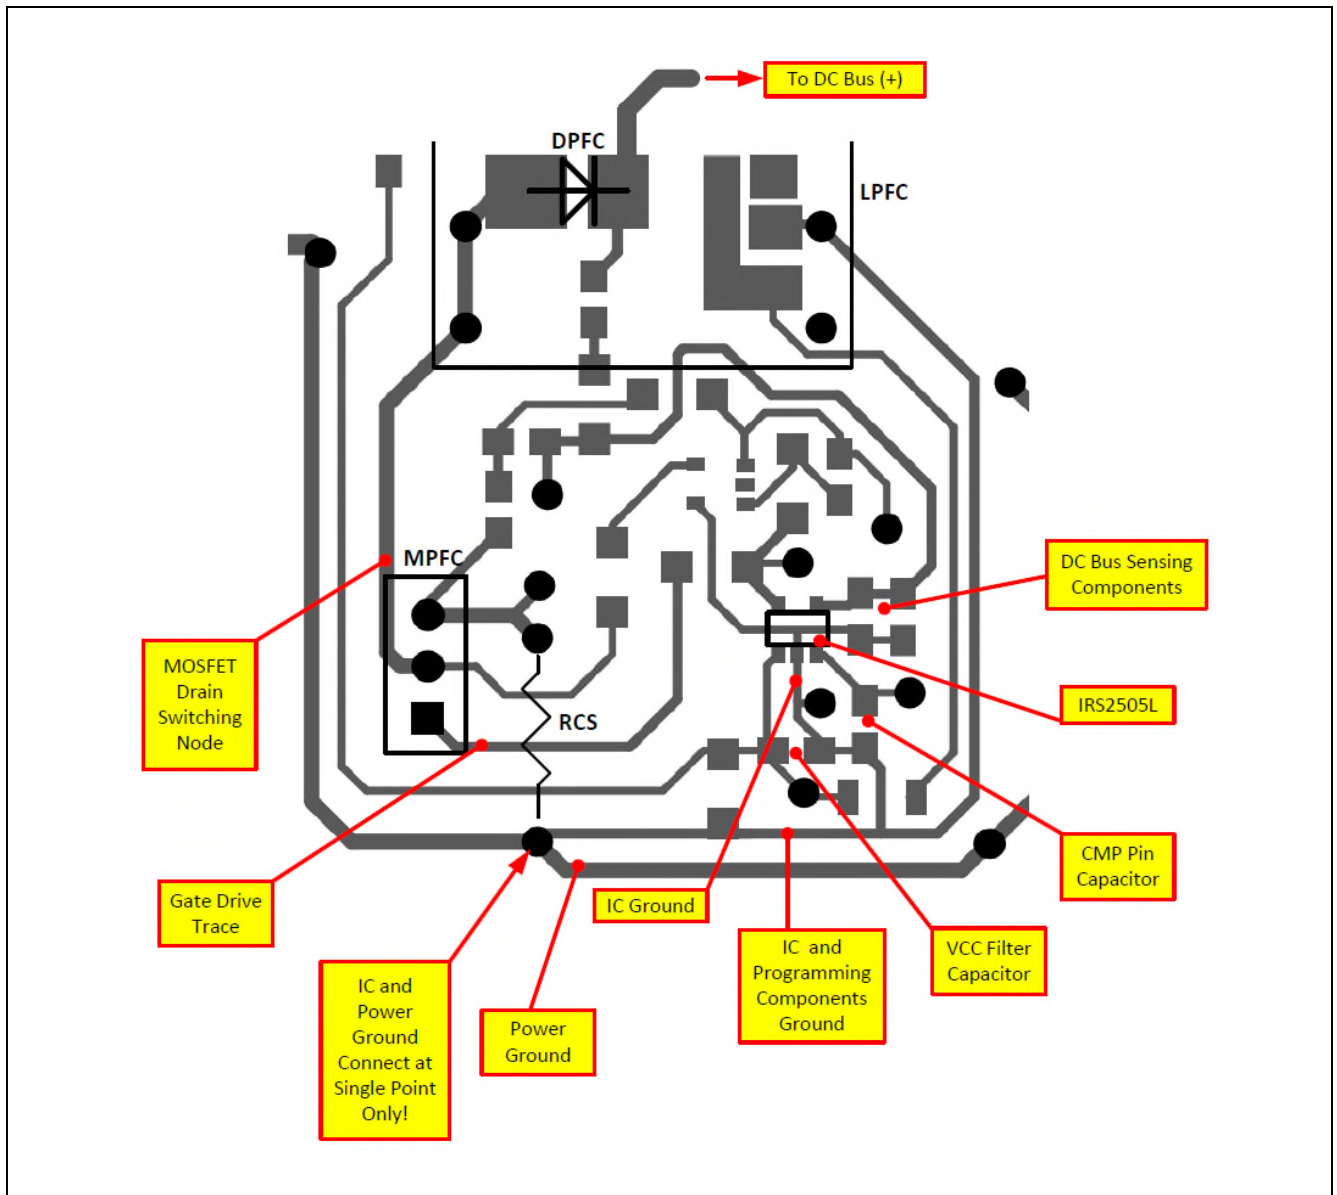 To DC Bus (+)
DPFC
LPFC
MPFC
DC Bus Sensing
Components
MOSFET
Drain
Switching
Node
RCS
IRS2505L
CMP Pin
Capacitor
Gate Drive
Trace
IC Ground
IC and
Programming
Components
Ground
VCC Filter
Capacitor
IC and
Power
Ground
Connect at
Single Point
Only!
Power
Ground